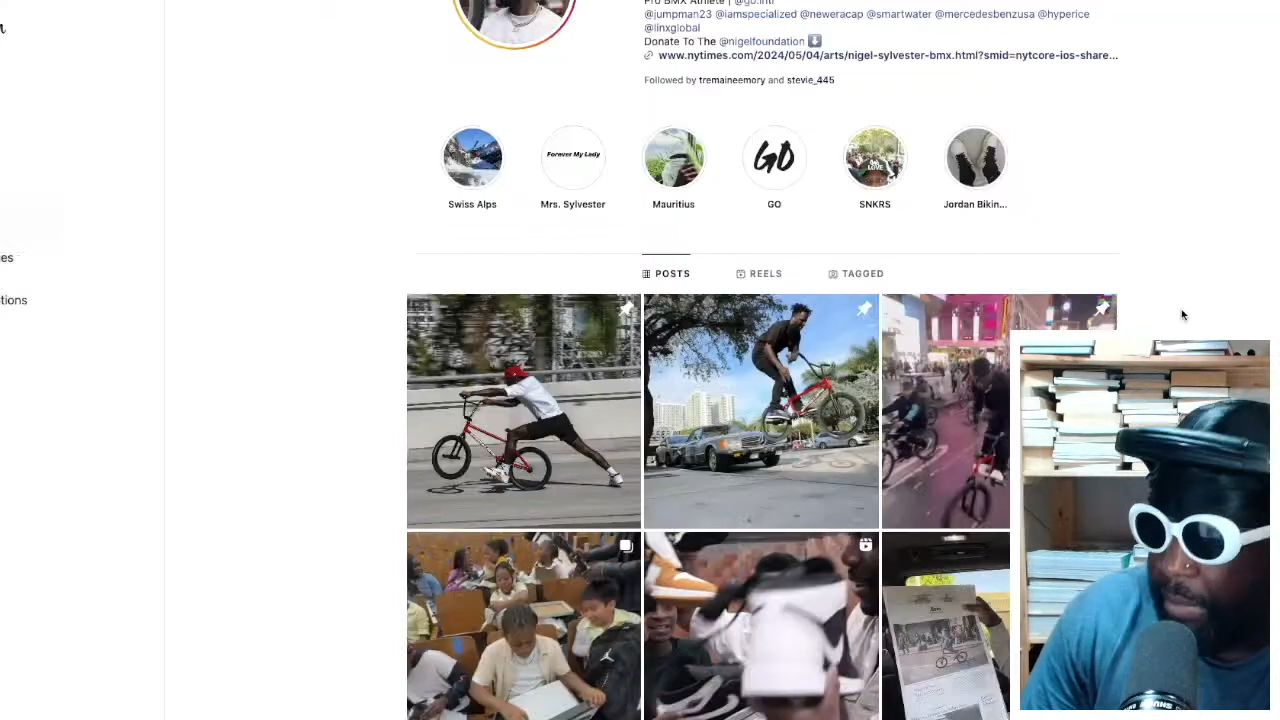 Pro BMX Athlete | @go.intl
@jumpman23 @iamspecialized @neweracap @smartwater @mercedesbenzusa @hyperice
@linxglobal
Donate To The @nigelfoundation
www.nytimes.com/2024/05/04/arts/nigel-sylvester-bmx.html?smid=nytcore-ios-share...
Followed by tremaineemory and stevie_445
Forever My Lady
GO
LOVE
Swiss Alps
Mrs. Sylvester
Mauritius
GO
SNKRS
Jordan Bikin...
es
tions
POSTS
REELS
TAGGED